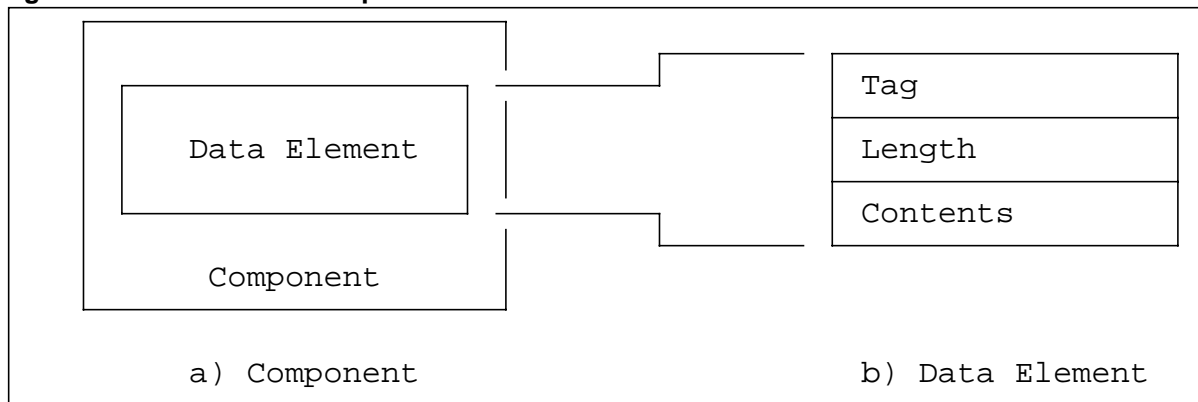 Data Element
Component
Tag
Length
Contents
a) Component
b) Data Element